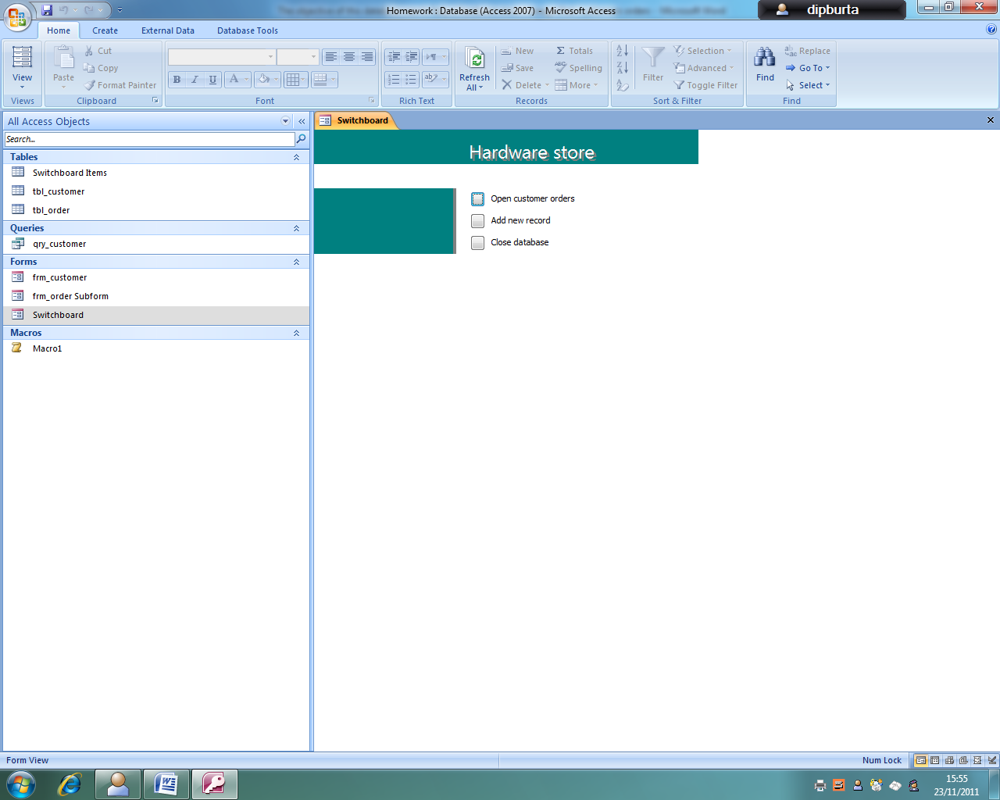 Homework : Database (Access 2007) - Microsoft Access
dipburta
Home Create External Data Database Tools
View
Views
Paste
Cut
Copy
Format Painter
Clipboard
B I U A
Font
Rich Text
Refresh All
New
Save
Delete
Totals
Spelling
More
Records
Filter
Selection
Advanced
Toggle Filter
Sort & Filter
Find
Replace
Go To
Select
Find
All Access Objects
Search...
Tables
Switchboard Items
tbl_customer
tbl_order
Queries
qry_customer
Forms
frm_customer
frm_order Subform
Switchboard
Macros
Macro1
Switchboard
Hardware store
Open customer orders
Add new record
Close database
Form View
Num Lock
15:55
23/11/2011